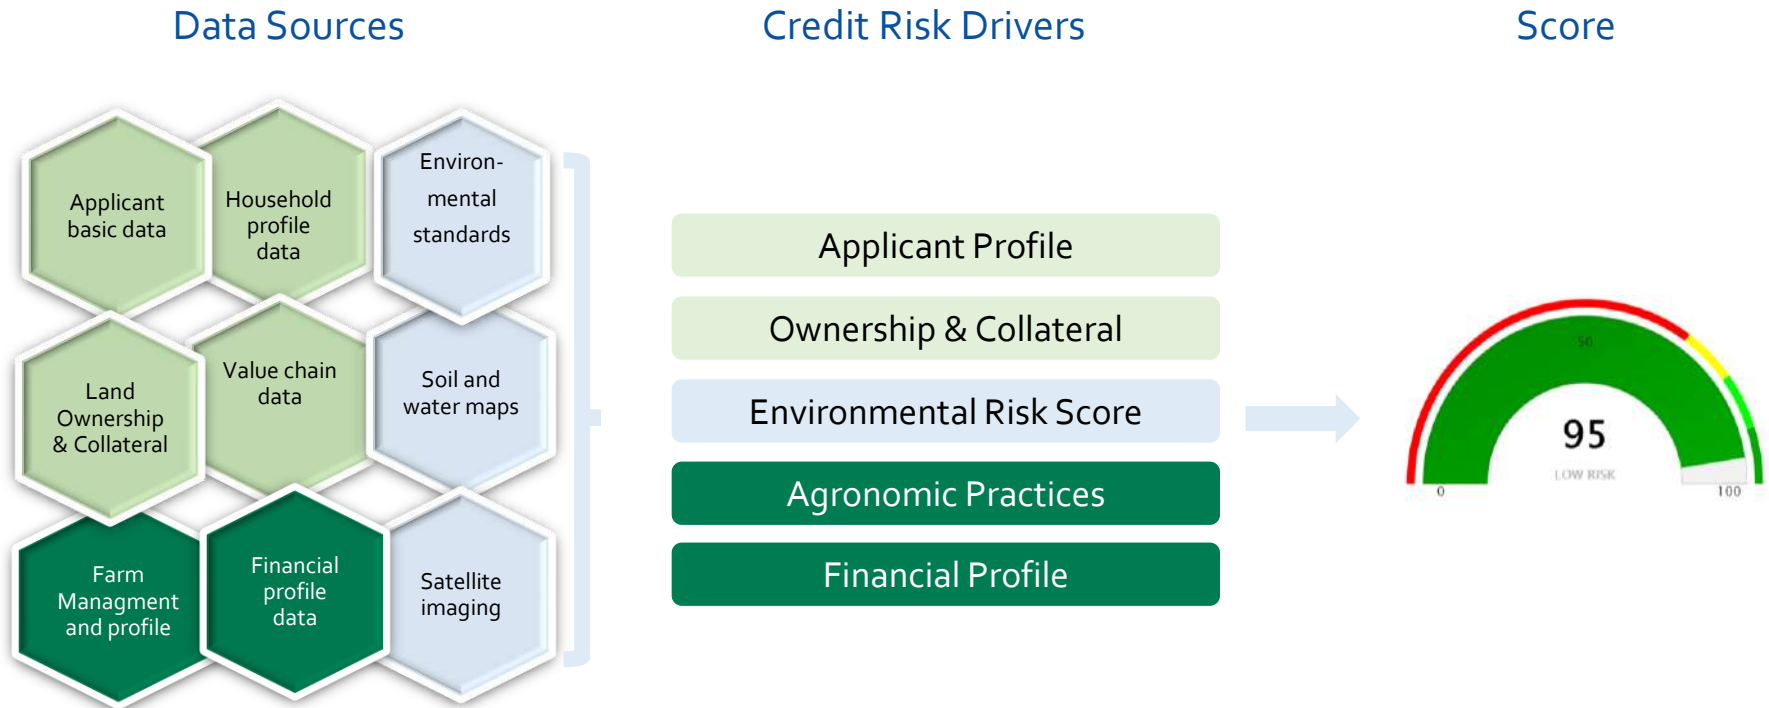 Data Sources
Credit Risk Drivers
Score
Applicant
basic data
Household
profile
data
Environ-
mental
standards
Land
Ownership
& Collateral
Value chain
data
Soil and
water maps
Farm
Managment
and profile
Financial
profile
data
Satellite
imaging
Applicant Profile
Ownership & Collateral
Environmental Risk Score
Agronomic Practices
Financial Profile
50
95
LOW RISK
0
100